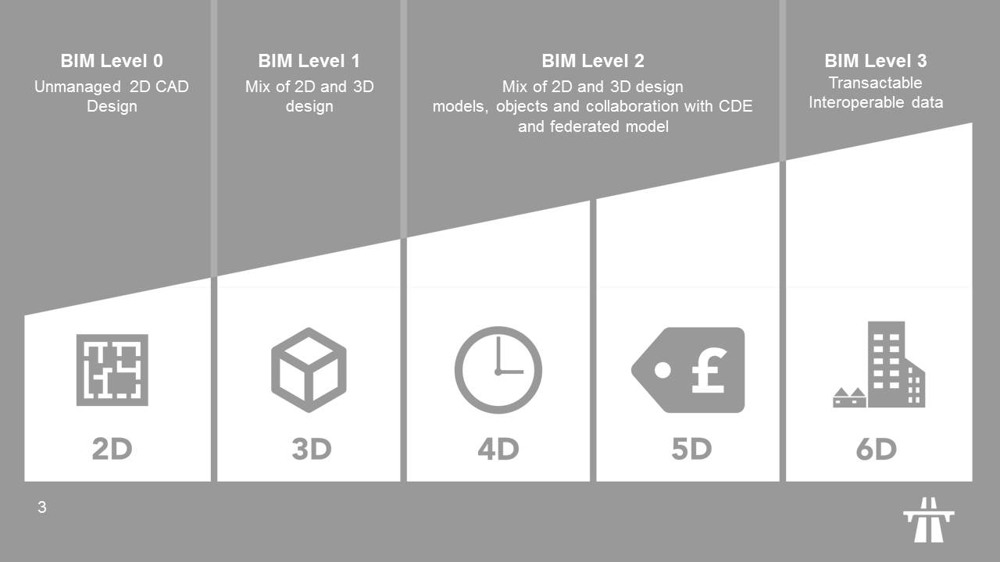 BIM Level 0
Unmanaged 2D CAD
Design
BIM Level 1
Mix of 2D and 3D
design
BIM Level 2
Mix of 2D and 3D design
models, objects and collaboration with CDE
and federated model
BIM Level 3
Transactable
Interoperable data
£
2D
3D
4D
5D
6D
3